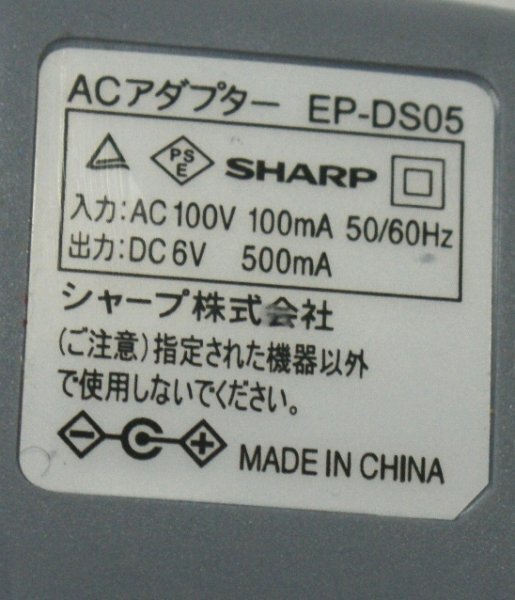 ACアダプター EP-DS05
PS
E
SHARP
入力:AC 100V 100mA 50/60Hz
出力:DC 6V 500mA
シャープ株式会社
(ご注意)指定された機器以外
で使用しないでください。
MADE IN CHINA